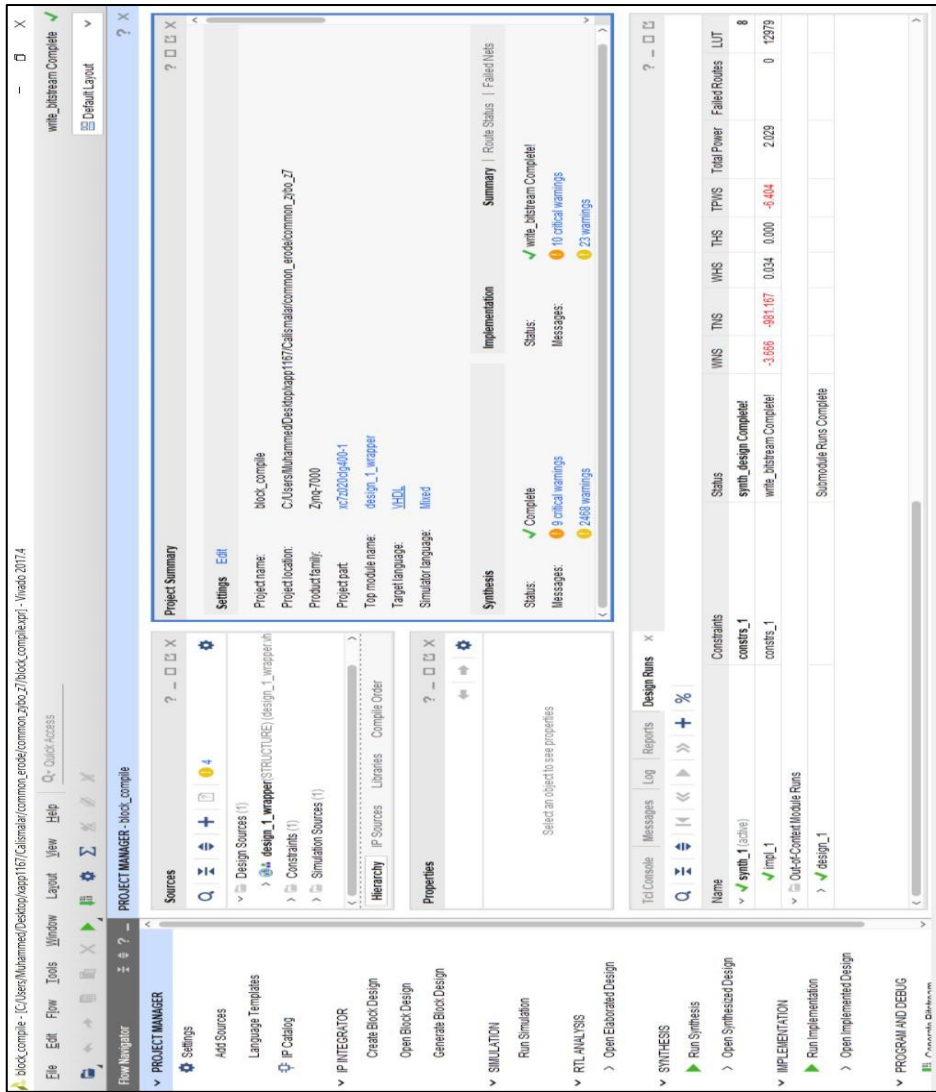 block_compile - [C:/Users/Muhammed/Desktop/xapp1167/Calismalar/common_erode/common_zybo_z7/block_compile.xpr] - Vivado 2017.4
File Edit Flow Tools Window Layout View Help Quick Access
write_bitstream Complete
Default Layout
Flow Navigator
PROJECT MANAGER
Settings
Add Sources
Language Templates
IP Catalog
IP INTEGRATOR
Create Block Design
Open Block Design
Generate Block Design
SIMULATION
Run Simulation
RTL ANALYSIS
Open Elaborated Design
SYNTHESIS
Run Synthesis
Open Synthesized Design
IMPLEMENTATION
Run Implementation
Open Implemented Design
PROGRAM AND DEBUG
Generate Bitstream
PROJECT MANAGER - block_compile
Sources
4
Design Sources (1)
design_1_wrapper(STRUCTURE) (design_1_wrapper.vh
Constraints (1)
Simulation Sources (1)
Hierarchy IP Sources Libraries Compile Order
Properties
Select an object to see properties
Project Summary
Settings Edit
Project name: block_compile
Project location: C:/Users/Muhammed/Desktop/xapp1167/Calismalar/common_erode/common_zybo_z7
Product family: Zynq-7000
Project part: xc7z020clg400-1
Top module name: design_1_wrapper
Target language: VHDL
Simulator language: Mixed
Synthesis
Status: Complete
Messages: 9 critical warnings
2468 warnings
Implementation Summary | Route Status | Failed Nets
Status: write_bitstream Complete!
Messages: 10 critical warnings
23 warnings
Tcl Console Messages Log Reports Design Runs
Name Constraints Status WNS TNS WHS THS TPWS Total Power Failed Routes LUT
synth_1 (active) constrs_1 synth_design Complete! 8
impl_1 constrs_1 write_bitstream Complete! -3.666 -981.167 0.034 0.000 -6.404 2.029 0 12979
Out-of-Context Module Runs
design_1 Submodule Runs Complete